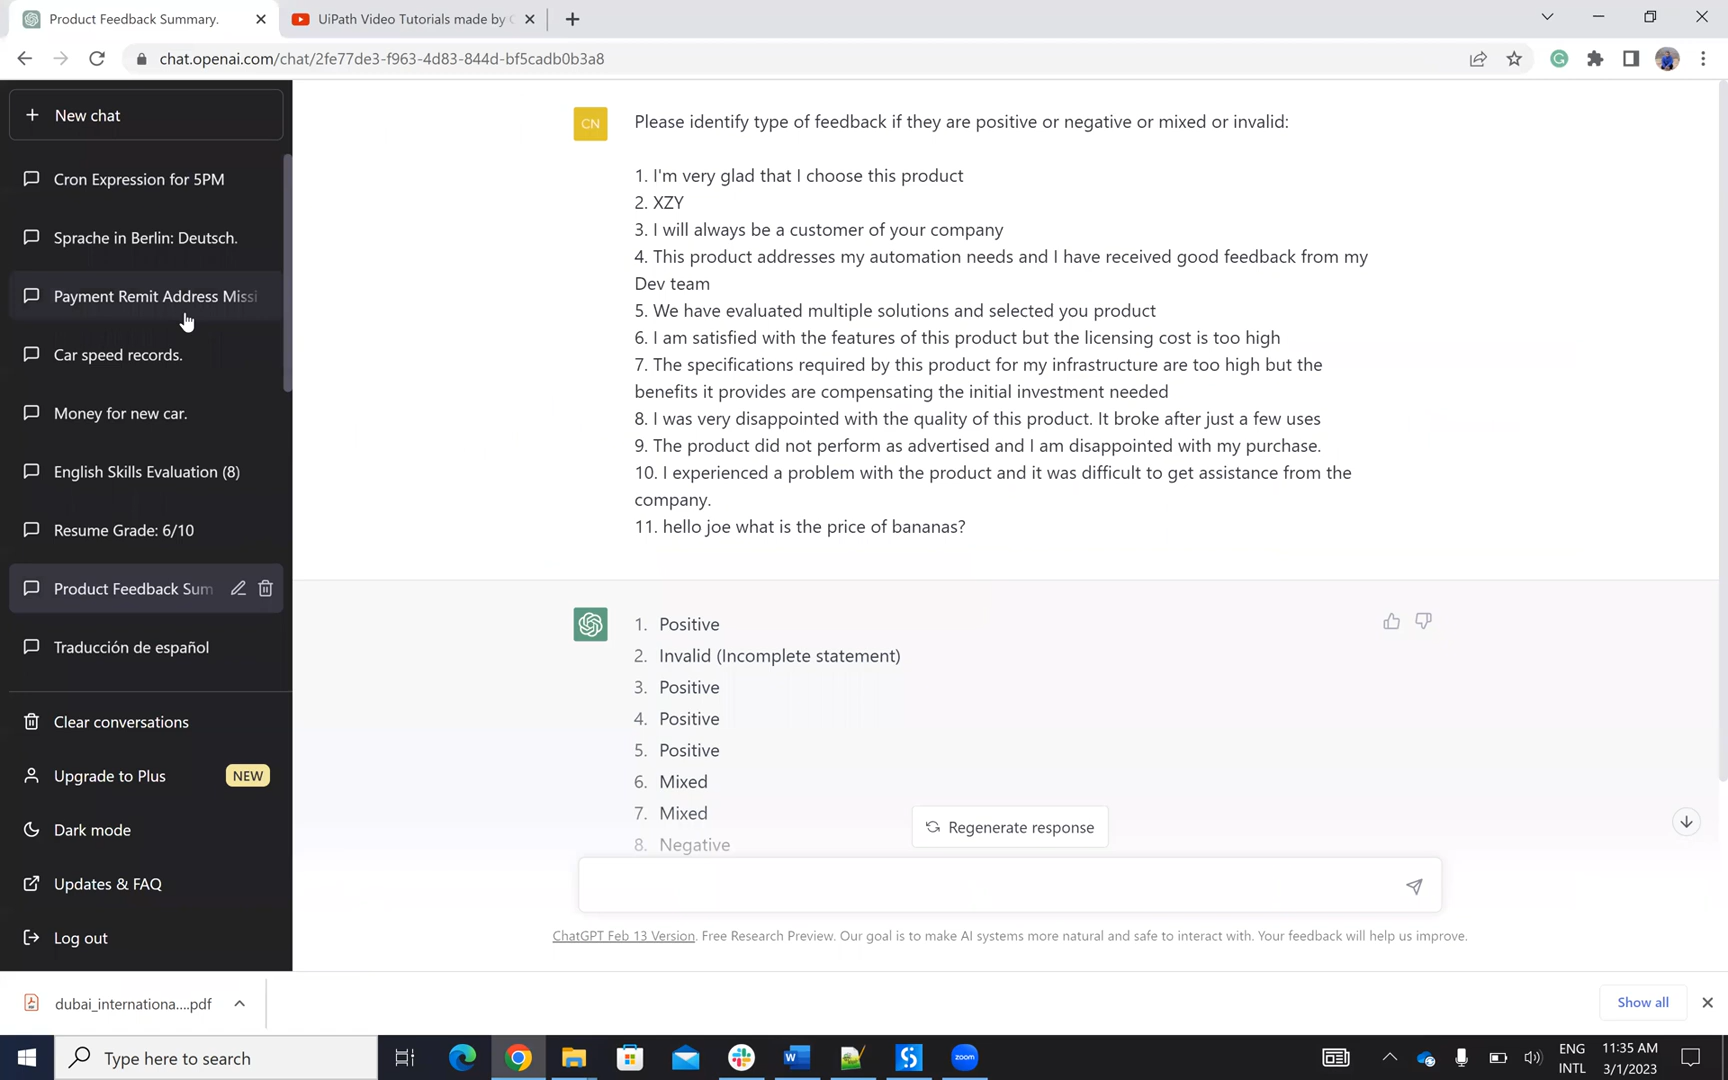 Product Feedback Summary.
UiPath Video Tutorials made by
chat.openai.com/chat/2fe77de3-f963-4d83-844d-bf5cadb0b3a8
New chat
Cron Expression for 5PM
Sprache in Berlin: Deutsch.
Payment Remit Address Missi
Car speed records.
Money for new car.
English Skills Evaluation (8)
Resume Grade: 6/10
Product Feedback Sum
Traducción de español
Clear conversations
Upgrade to Plus
NEW
Dark mode
Updates & FAQ
Log out
CN
Please identify type of feedback if they are positive or negative or mixed or invalid:
1. I'm very glad that I choose this product
2. XZY
3. I will always be a customer of your company
4. This product addresses my automation needs and I have received good feedback from my
Dev team
5. We have evaluated multiple solutions and selected you product
6. I am satisfied with the features of this product but the licensing cost is too high
7. The specifications required by this product for my infrastructure are too high but the
benefits it provides are compensating the initial investment needed
8. I was very disappointed with the quality of this product. It broke after just a few uses
9. The product did not perform as advertised and I am disappointed with my purchase.
10. I experienced a problem with the product and it was difficult to get assistance from the
company.
11. hello joe what is the price of bananas?
1. Positive
2. Invalid (Incomplete statement)
3. Positive
4. Positive
5. Positive
6. Mixed
7. Mixed
8. Negative
Regenerate response
ChatGPT Feb 13 Version. Free Research Preview. Our goal is to make AI systems more natural and safe to interact with. Your feedback will help us improve.
dubai_internationa....pdf
Show all
Type here to search
zoom
ENG
INTL
11:35 AM
3/1/2023